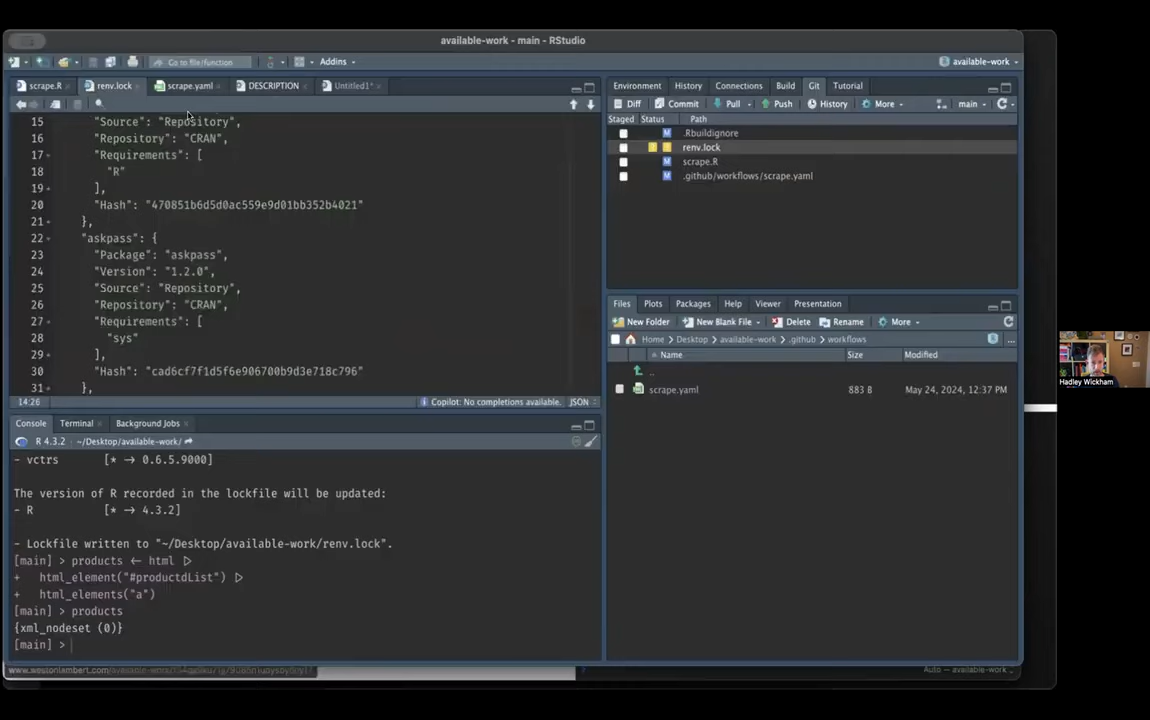 available-work - main - RStudio
Go to file/function
Addins
available-work
scrape.R
renv.lock
scrape.yaml
DESCRIPTION
Untitled1*
15 "Source": "Repository",
16 "Repository": "CRAN",
17 "Requirements": [
18 "R"
19 ],
20 "Hash": "470851b6d5d0ac559e9d01bb352b4021"
21 },
22 "askpass": {
23 "Package": "askpass",
24 "Version": "1.2.0",
25 "Source": "Repository",
26 "Repository": "CRAN",
27 "Requirements": [
28 "sys"
29 ],
30 "Hash": "cad6cf7f1d5f6e906700b9d3e718c796"
31 },
14:26
Copilot: No completions available.
JSON
Console
Terminal
Background Jobs
R 4.3.2 · ~/Desktop/available-work/
- vctrs [* → 0.6.5.9000]
The version of R recorded in the lockfile will be updated:
- R [* → 4.3.2]
- Lockfile written to "~/Desktop/available-work/renv.lock".
[main] > products <- html |>
+ html_element("#productdList") |>
+ html_elements("a")
[main] > products
{xml_nodeset (0)}
[main] >
Environment
History
Connections
Build
Git
Tutorial
Diff
Commit
Pull
Push
History
More
main
Staged
Status
Path
M .Rbuildignore
renv.lock
M scrape.R
M .github/workflows/scrape.yaml
Files
Plots
Packages
Help
Viewer
Presentation
New Folder
New Blank File
Delete
Rename
More
Home > Desktop > available-work > .github > workflows
Name
Size
Modified
..
scrape.yaml
883 B
May 24, 2024, 12:37 PM
Auto — available-work
Hadley Wickham